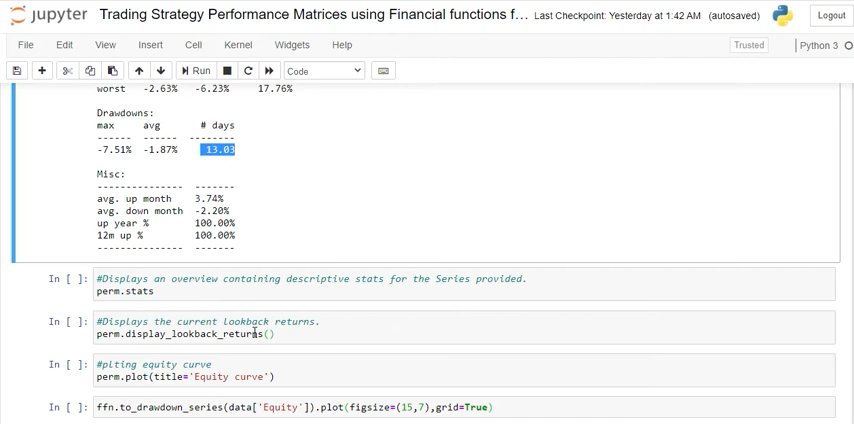 jupyter Trading Strategy Performance Matrices using Financial functions f... Last Checkpoint: Yesterday at 1:42 AM (autosaved) Logout
File Edit View Insert Cell Kernel Widgets Help Trusted Python 3
Run Code
worst -2.63% -6.23% 17.76%
Drawdowns:
max avg # days
------ ------ --------
-7.51% -1.87% 13.03
Misc:
--------------- -------
avg. up month 3.74%
avg. down month -2.20%
up year % 100.00%
12m up % 100.00%
--------------- -------
In [ ]: #Displays an overview containing descriptive stats for the Series provided.
perm.stats
In [ ]: #Displays the current lookback returns.
perm.display_lookback_returns()
In [ ]: #plting equity curve
perm.plot(title='Equity curve')
In [ ]: ffn.to_drawdown_series(data['Equity']).plot(figsize=(15,7),grid=True)